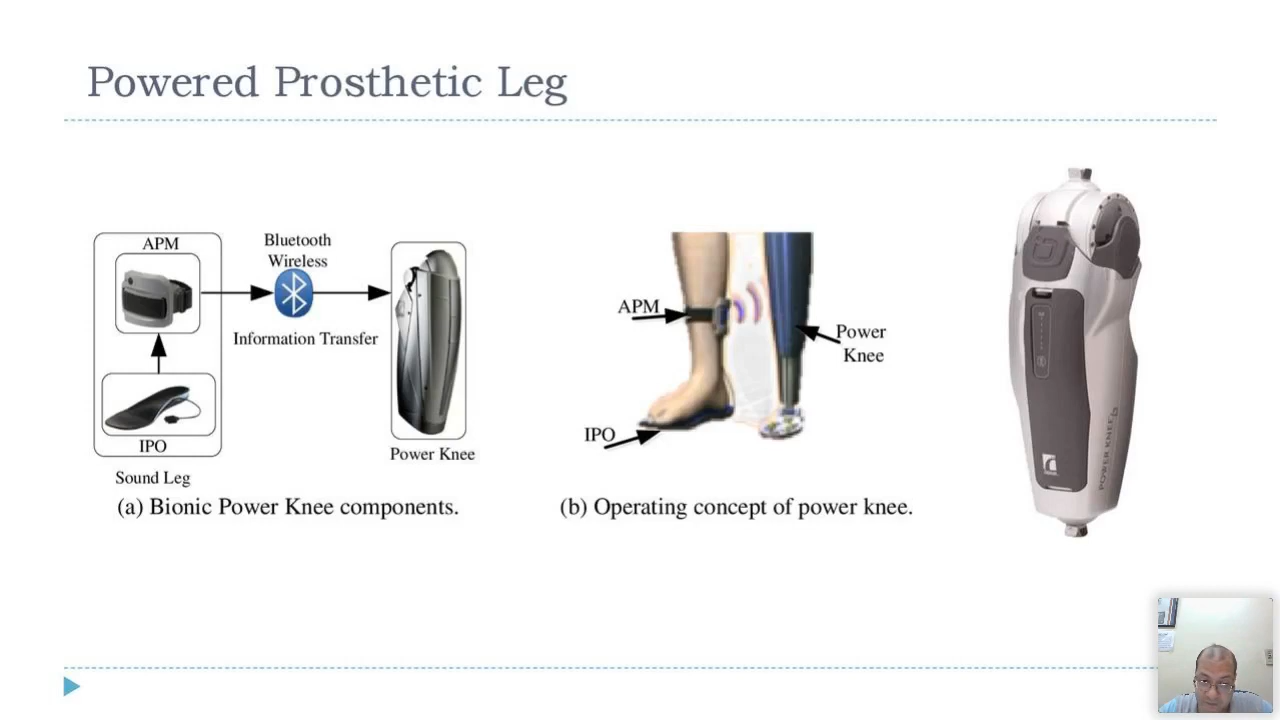 Powered Prosthetic Leg
APM
Bluetooth
Wireless
Information Transfer
IPO
Sound Leg
Power Knee
(a) Bionic Power Knee components.
APM
Power
Knee
IPO
(b) Operating concept of power knee.
POWER KNEE